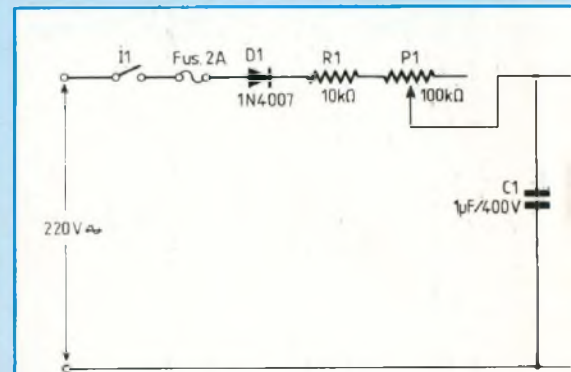 i1
Fus. 2A
D1
1N4007
R1
10kΩ
P1
100kΩ
C1
1µF/400V
220V